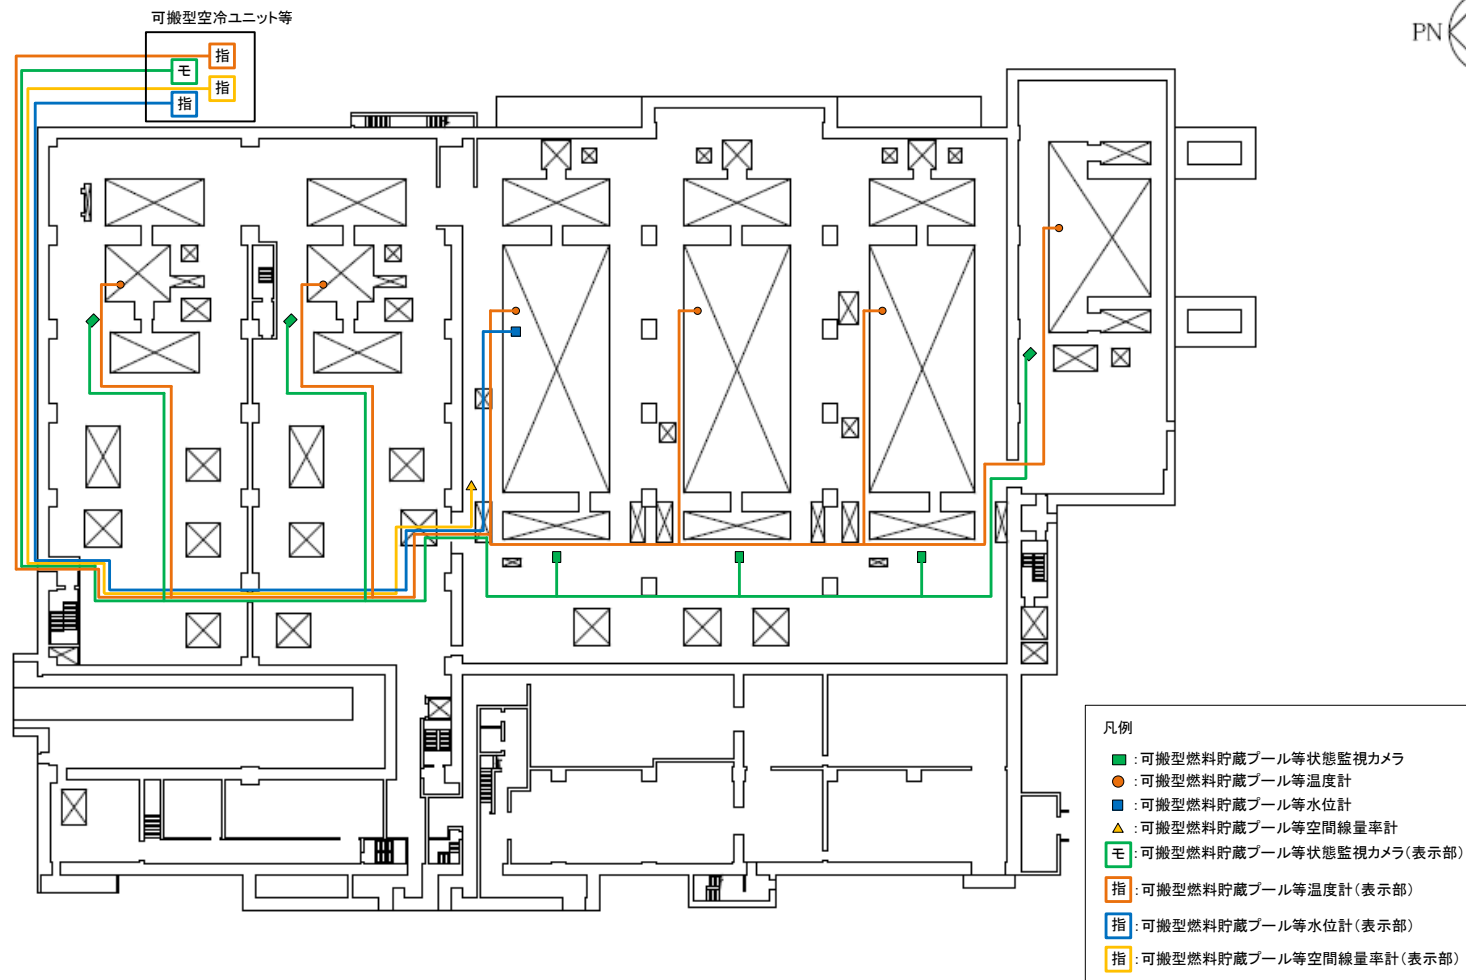 可搬型空冷ユニット等
指
モ
指
指
PN
凡例
：可搬型燃料貯蔵プール等状態監視カメラ
：可搬型燃料貯蔵プール等温度計
：可搬型燃料貯蔵プール等水位計
：可搬型燃料貯蔵プール等空間線量率計
モ：可搬型燃料貯蔵プール等状態監視カメラ(表示部)
指：可搬型燃料貯蔵プール等温度計(表示部)
指：可搬型燃料貯蔵プール等水位計(表示部)
指：可搬型燃料貯蔵プール等空間線量率計(表示部)